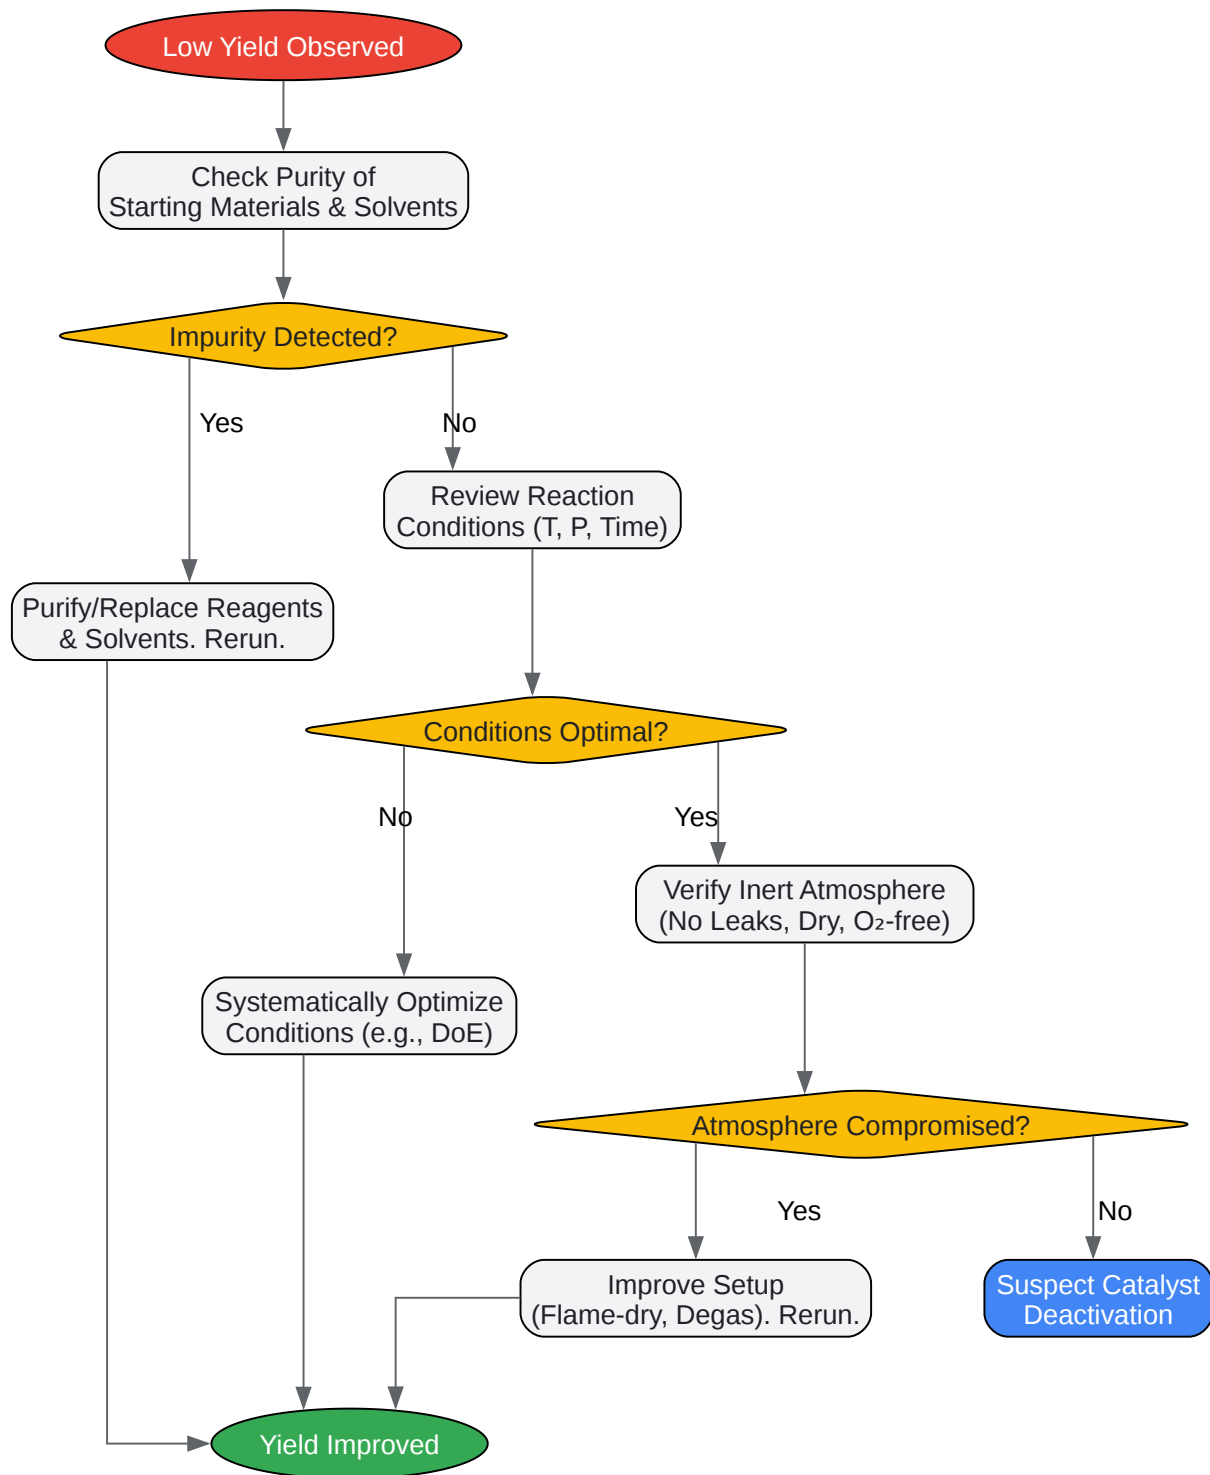 Low Yield Observed
Check Purity of
Starting Materials & Solvents
Impurity Detected?
Yes
No
Review Reaction
Conditions (T, P, Time)
Purify/Replace Reagents
& Solvents. Rerun.
Conditions Optimal?
No
Yes
Verify Inert Atmosphere
(No Leaks, Dry, O₂-free)
Systematically Optimize
Conditions (e.g., DoE)
Atmosphere Compromised?
Yes
No
Improve Setup
(Flame-dry, Degas). Rerun.
Suspect Catalyst
Deactivation
Yield Improved